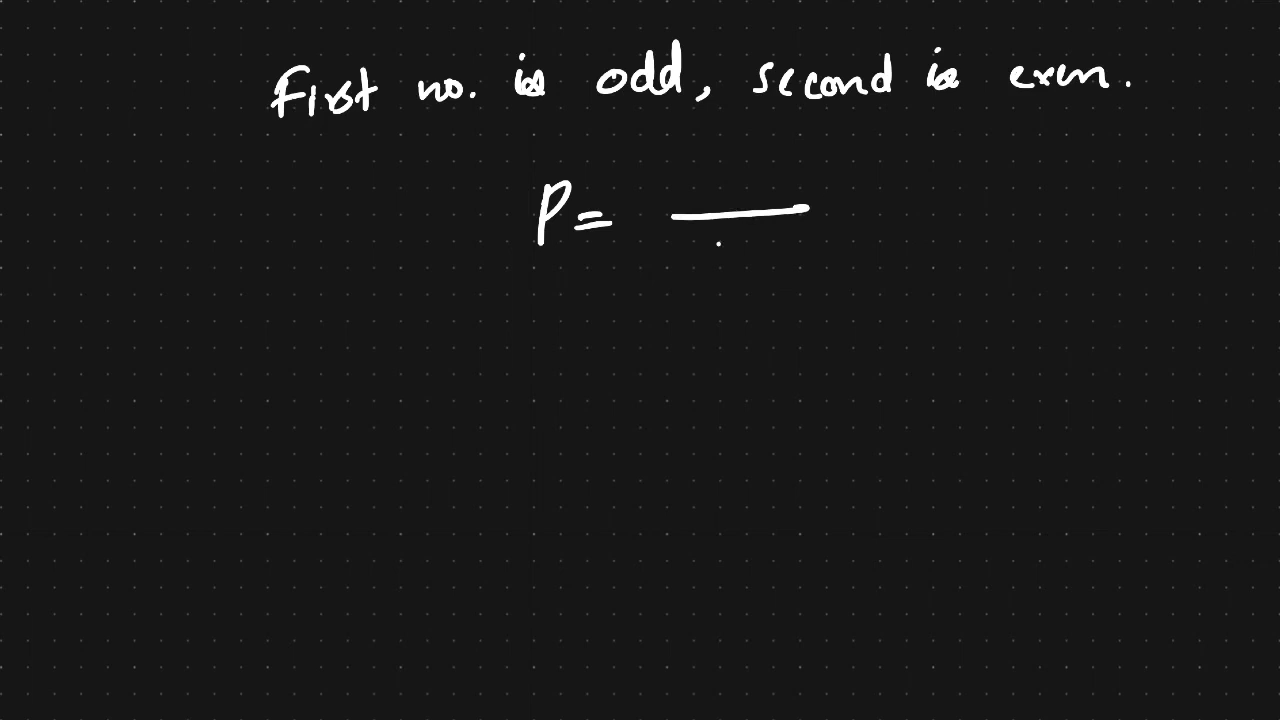 First no. is odd, second is even.
P =